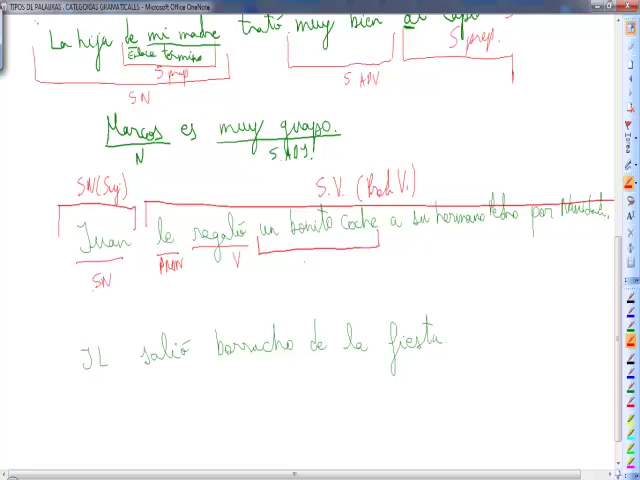 TIPOS DE PALABRAS, CATEGORÍAS GRAMATICALES - Microsoft Office OneNote
La hija de mi madre trató muy bien al
Enlace término
S prep.
S prep
S ADV
SN
Marcos es muy guapo.
N
S.ADJ!
SN(Suj)
S.V. (Pred. V.)
Juan le regaló un bonito coche a su hermano Pedro por Navidad.
PRON
V
SN
JL salió borracho de la fiesta.